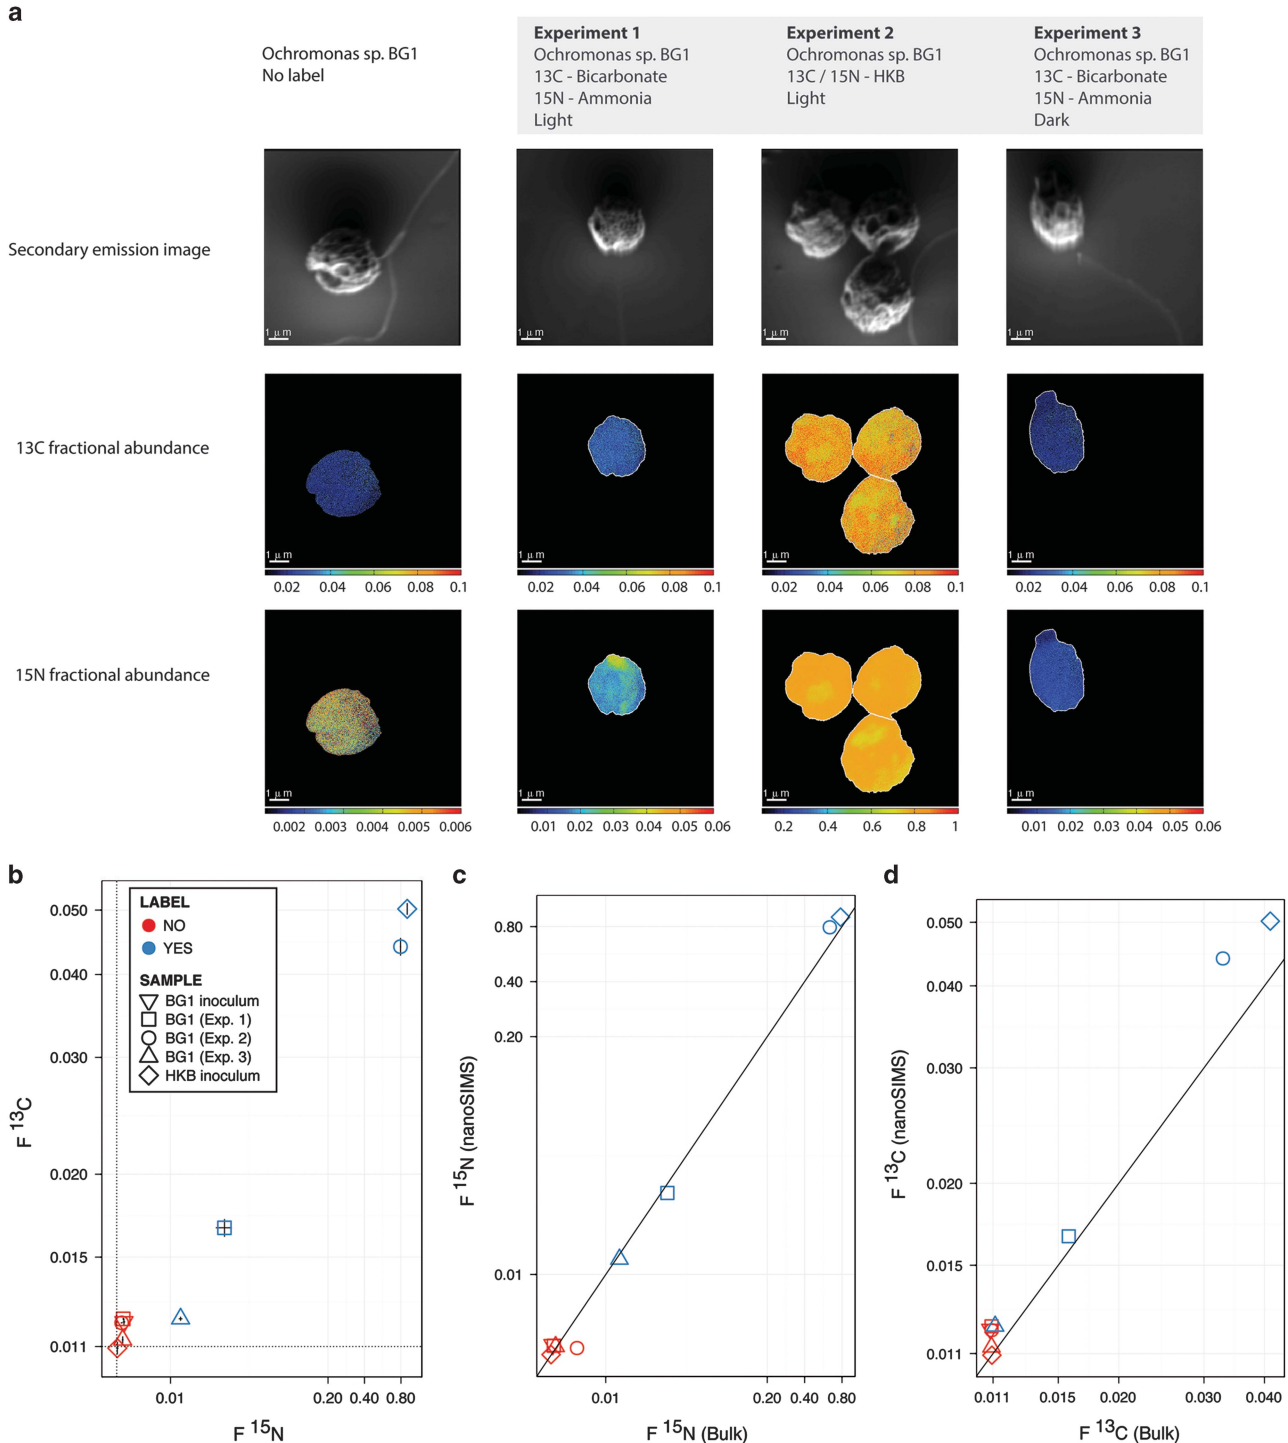 a
Ochromonas sp. BG1
No label
Experiment 1
Ochromonas sp. BG1
13C - Bicarbonate
15N - Ammonia
Light
Experiment 2
Ochromonas sp. BG1
13C / 15N - HKB
Light
Experiment 3
Ochromonas sp. BG1
13C - Bicarbonate
15N - Ammonia
Dark
Secondary emission image
1 μm
1 μm
1 μm
1 μm
13C fractional abundance
1 μm
1 μm
1 μm
1 μm
0.02 0.04 0.06 0.08 0.1
0.02 0.04 0.06 0.08 0.1
0.02 0.04 0.06 0.08 0.1
0.02 0.04 0.06 0.08 0.1
15N fractional abundance
1 μm
1 μm
1 μm
1 μm
0.002 0.003 0.004 0.005 0.006
0.01 0.02 0.03 0.04 0.05 0.06
0.2 0.4 0.6 0.8 1
0.01 0.02 0.03 0.04 0.05 0.06
b
LABEL
NO
YES
SAMPLE
BG1 inoculum
BG1 (Exp. 1)
BG1 (Exp. 2)
BG1 (Exp. 3)
HKB inoculum
0.050
0.040
0.030
0.020
0.015
0.011
F 13C
0.01 0.20 0.40 0.80
F 15N
c
0.80
0.40
0.20
0.01
F 15N (nanoSIMS)
0.01 0.20 0.40 0.80
F 15N (Bulk)
d
0.050
0.040
0.030
0.020
0.015
0.011
F 13C (nanoSIMS)
0.011 0.015 0.020 0.030 0.040
F 13C (Bulk)